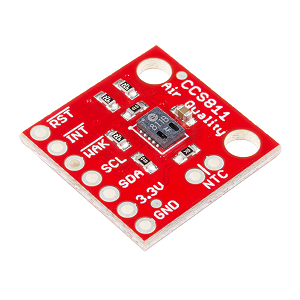 CCS811
Air Quality
RST
INT
WAK
SCL
SDA
3.3V
GND
NTC